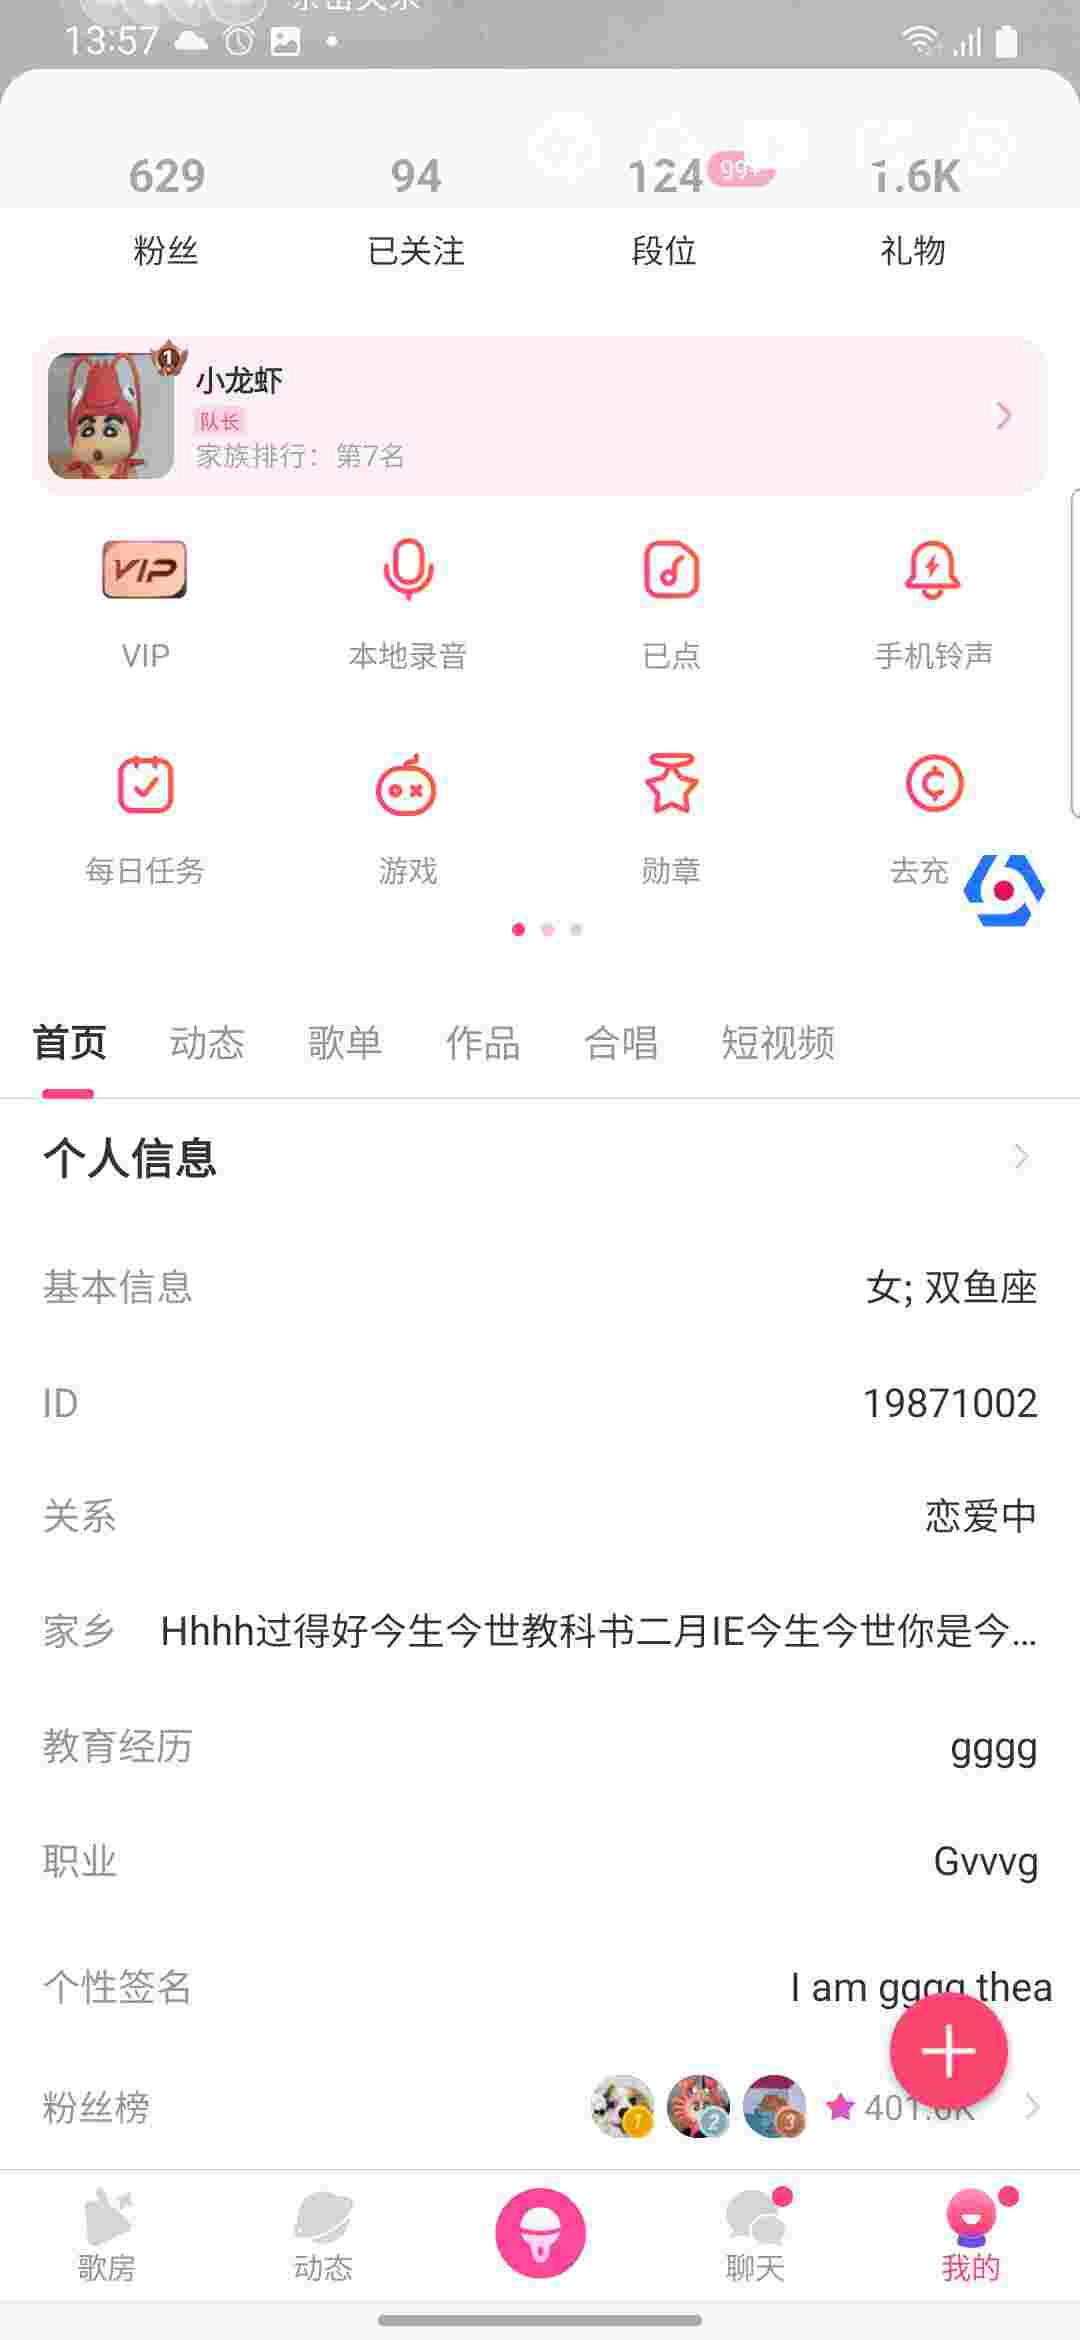 13:57
629 94 124 99+ 1.6K
粉丝 已关注 段位 礼物
1
小龙虾
队长
家族排行: 第7名
VIP
VIP 本地录音 已点 手机铃声
每日任务 游戏 勋章 去充
首页 动态 歌单 作品 合唱 短视频
个人信息
基本信息 女; 双鱼座
ID 19871002
关系 恋爱中
家乡 Hhhh过得好今生今世教科书二月IE今生今世你是今...
教育经历 gggg
职业 Gvvvg
个性签名 I am gggg thea
粉丝榜 1 2 3 401.6K
歌房 动态 聊天 我的